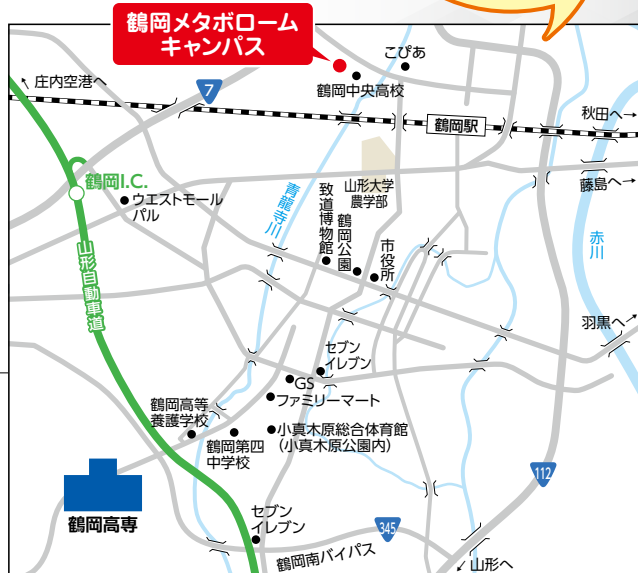 鶴岡メタボローム
キャンパス
こぴあ
庄内空港へ
7
鶴岡中央高校
鶴岡駅
秋田へ
鶴岡I.C.
ウエストモール
パル
青龍寺川
山形大学
農学部
藤島へ
致道博物館
鶴岡公園
市役所
赤川
山形自動車道
羽黒へ
セブン
イレブン
GS
ファミリーマート
鶴岡高等
養護学校
鶴岡第四
中学校
小真木原総合体育館
(小真木原公園内)
112
鶴岡高専
セブン
イレブン
345
鶴岡南バイパス
山形へ